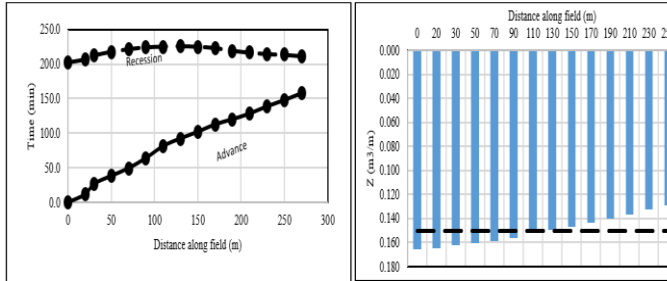 250.0
200.0
150.0
100.0
50.0
0.0
Time (min)
Recession
Advance
0 50 100 150 200 250 300
Distance along field (m)
Distance along field (m)
0 20 30 50 70 90 110 130 150 170 190 210 230
0.000
0.020
0.040
0.060
0.080
0.100
0.120
0.140
0.160
0.180
Z (m3/m)